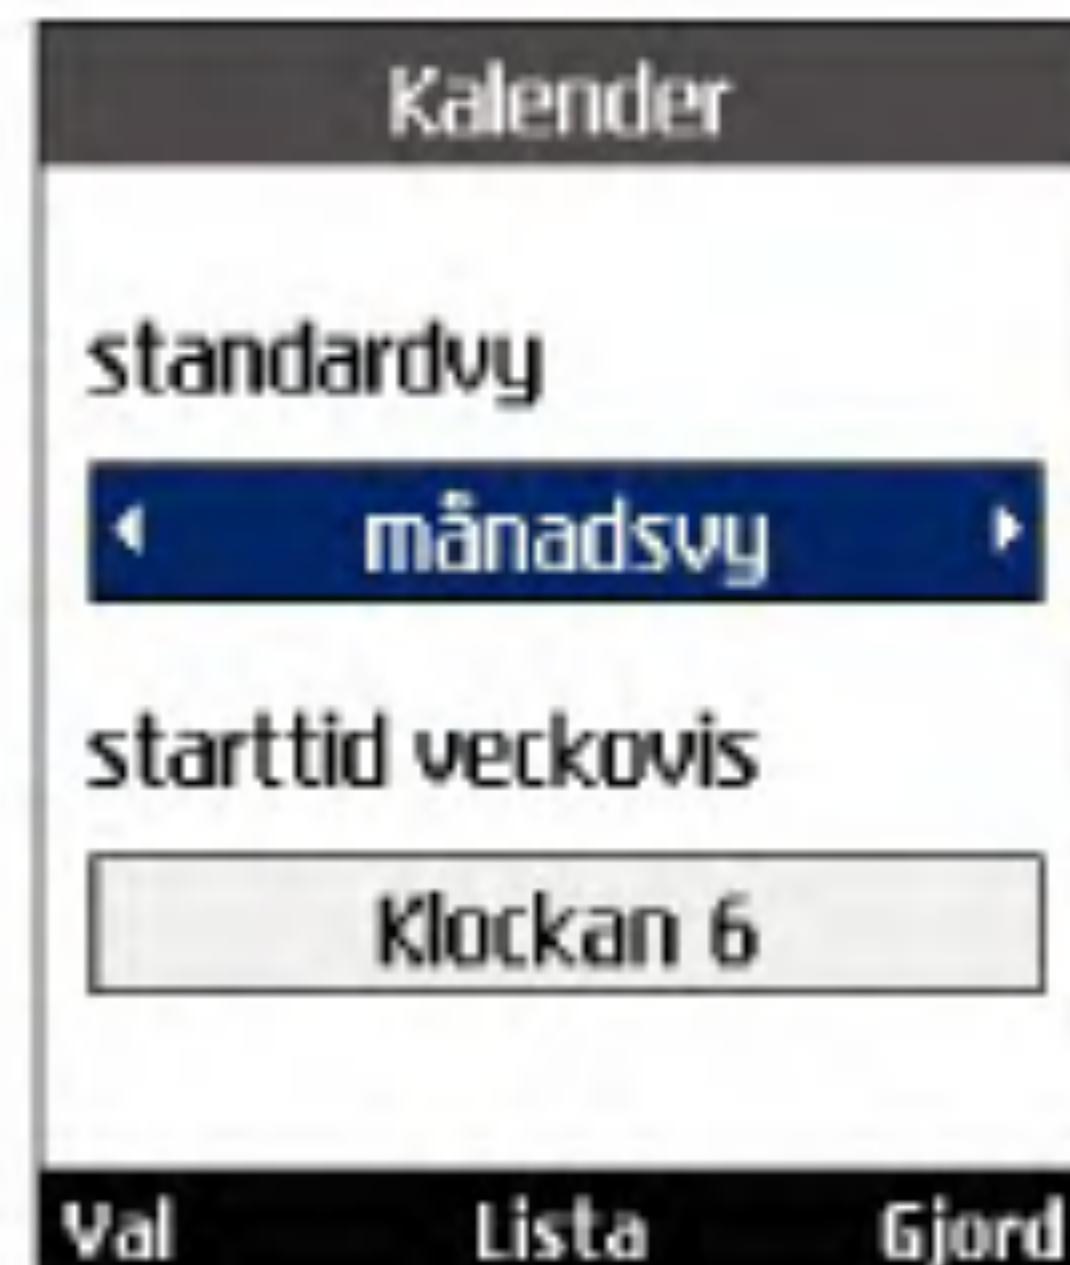 Kalender
standardvy
månadsvy
starttid veckovis
Klockan 6
Val Lista Gjord